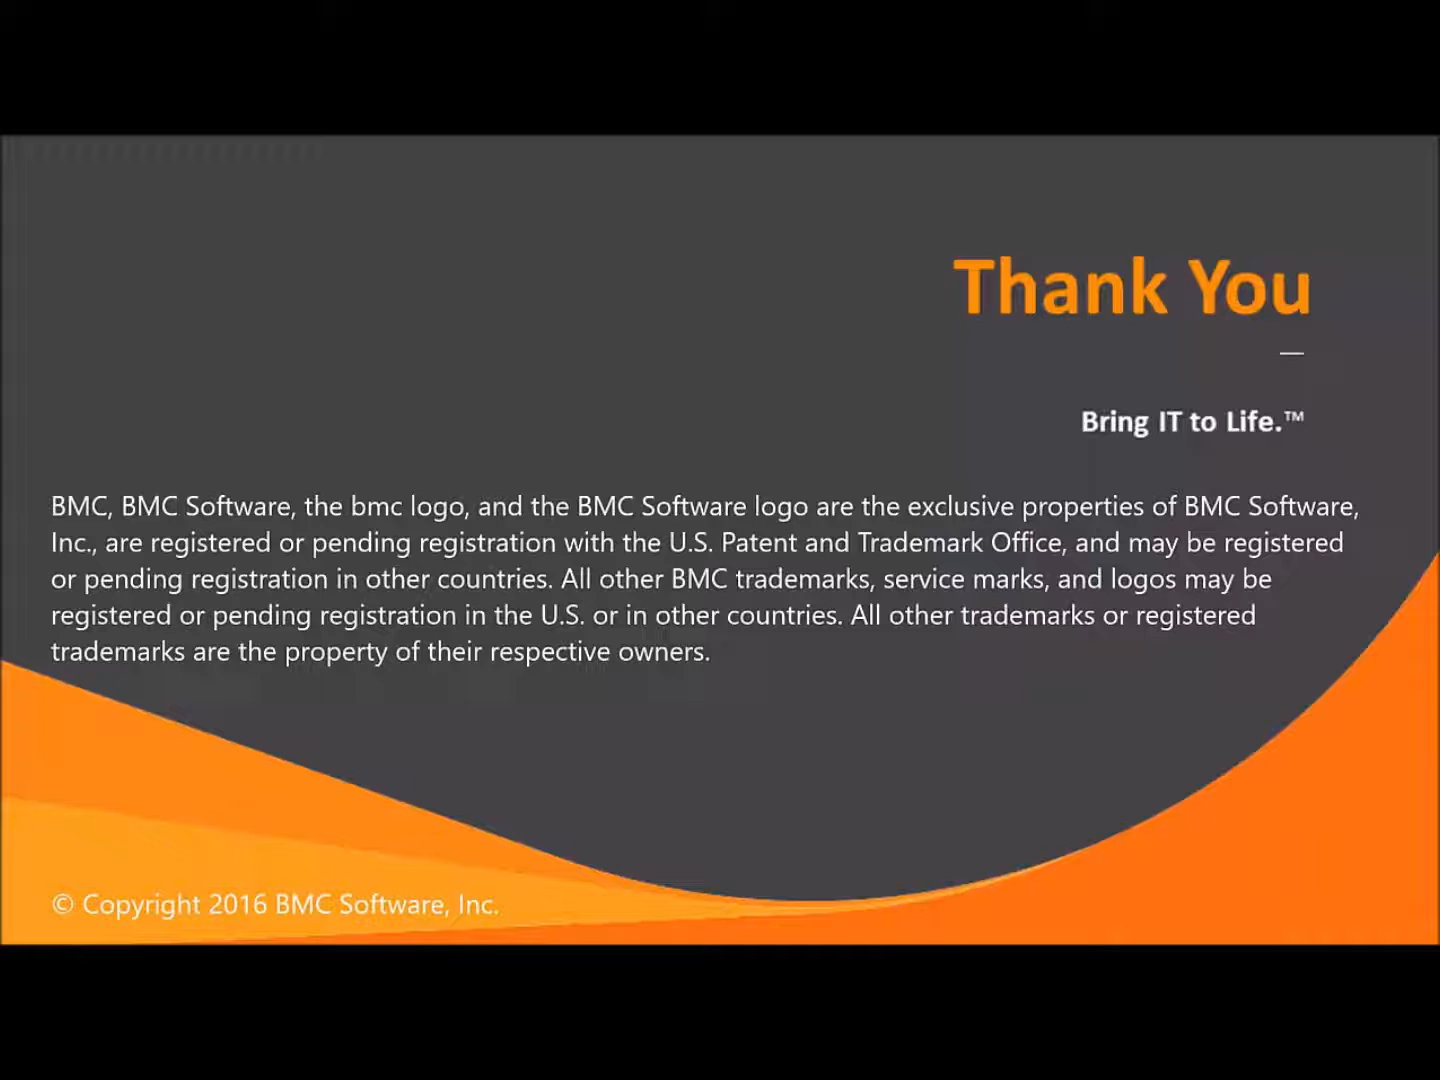 Thank You
—
Bring IT to Life.™
BMC, BMC Software, the bmc logo, and the BMC Software logo are the exclusive properties of BMC Software,
Inc., are registered or pending registration with the U.S. Patent and Trademark Office, and may be registered
or pending registration in other countries. All other BMC trademarks, service marks, and logos may be
registered or pending registration in the U.S. or in other countries. All other trademarks or registered
trademarks are the property of their respective owners.
© Copyright 2016 BMC Software, Inc.